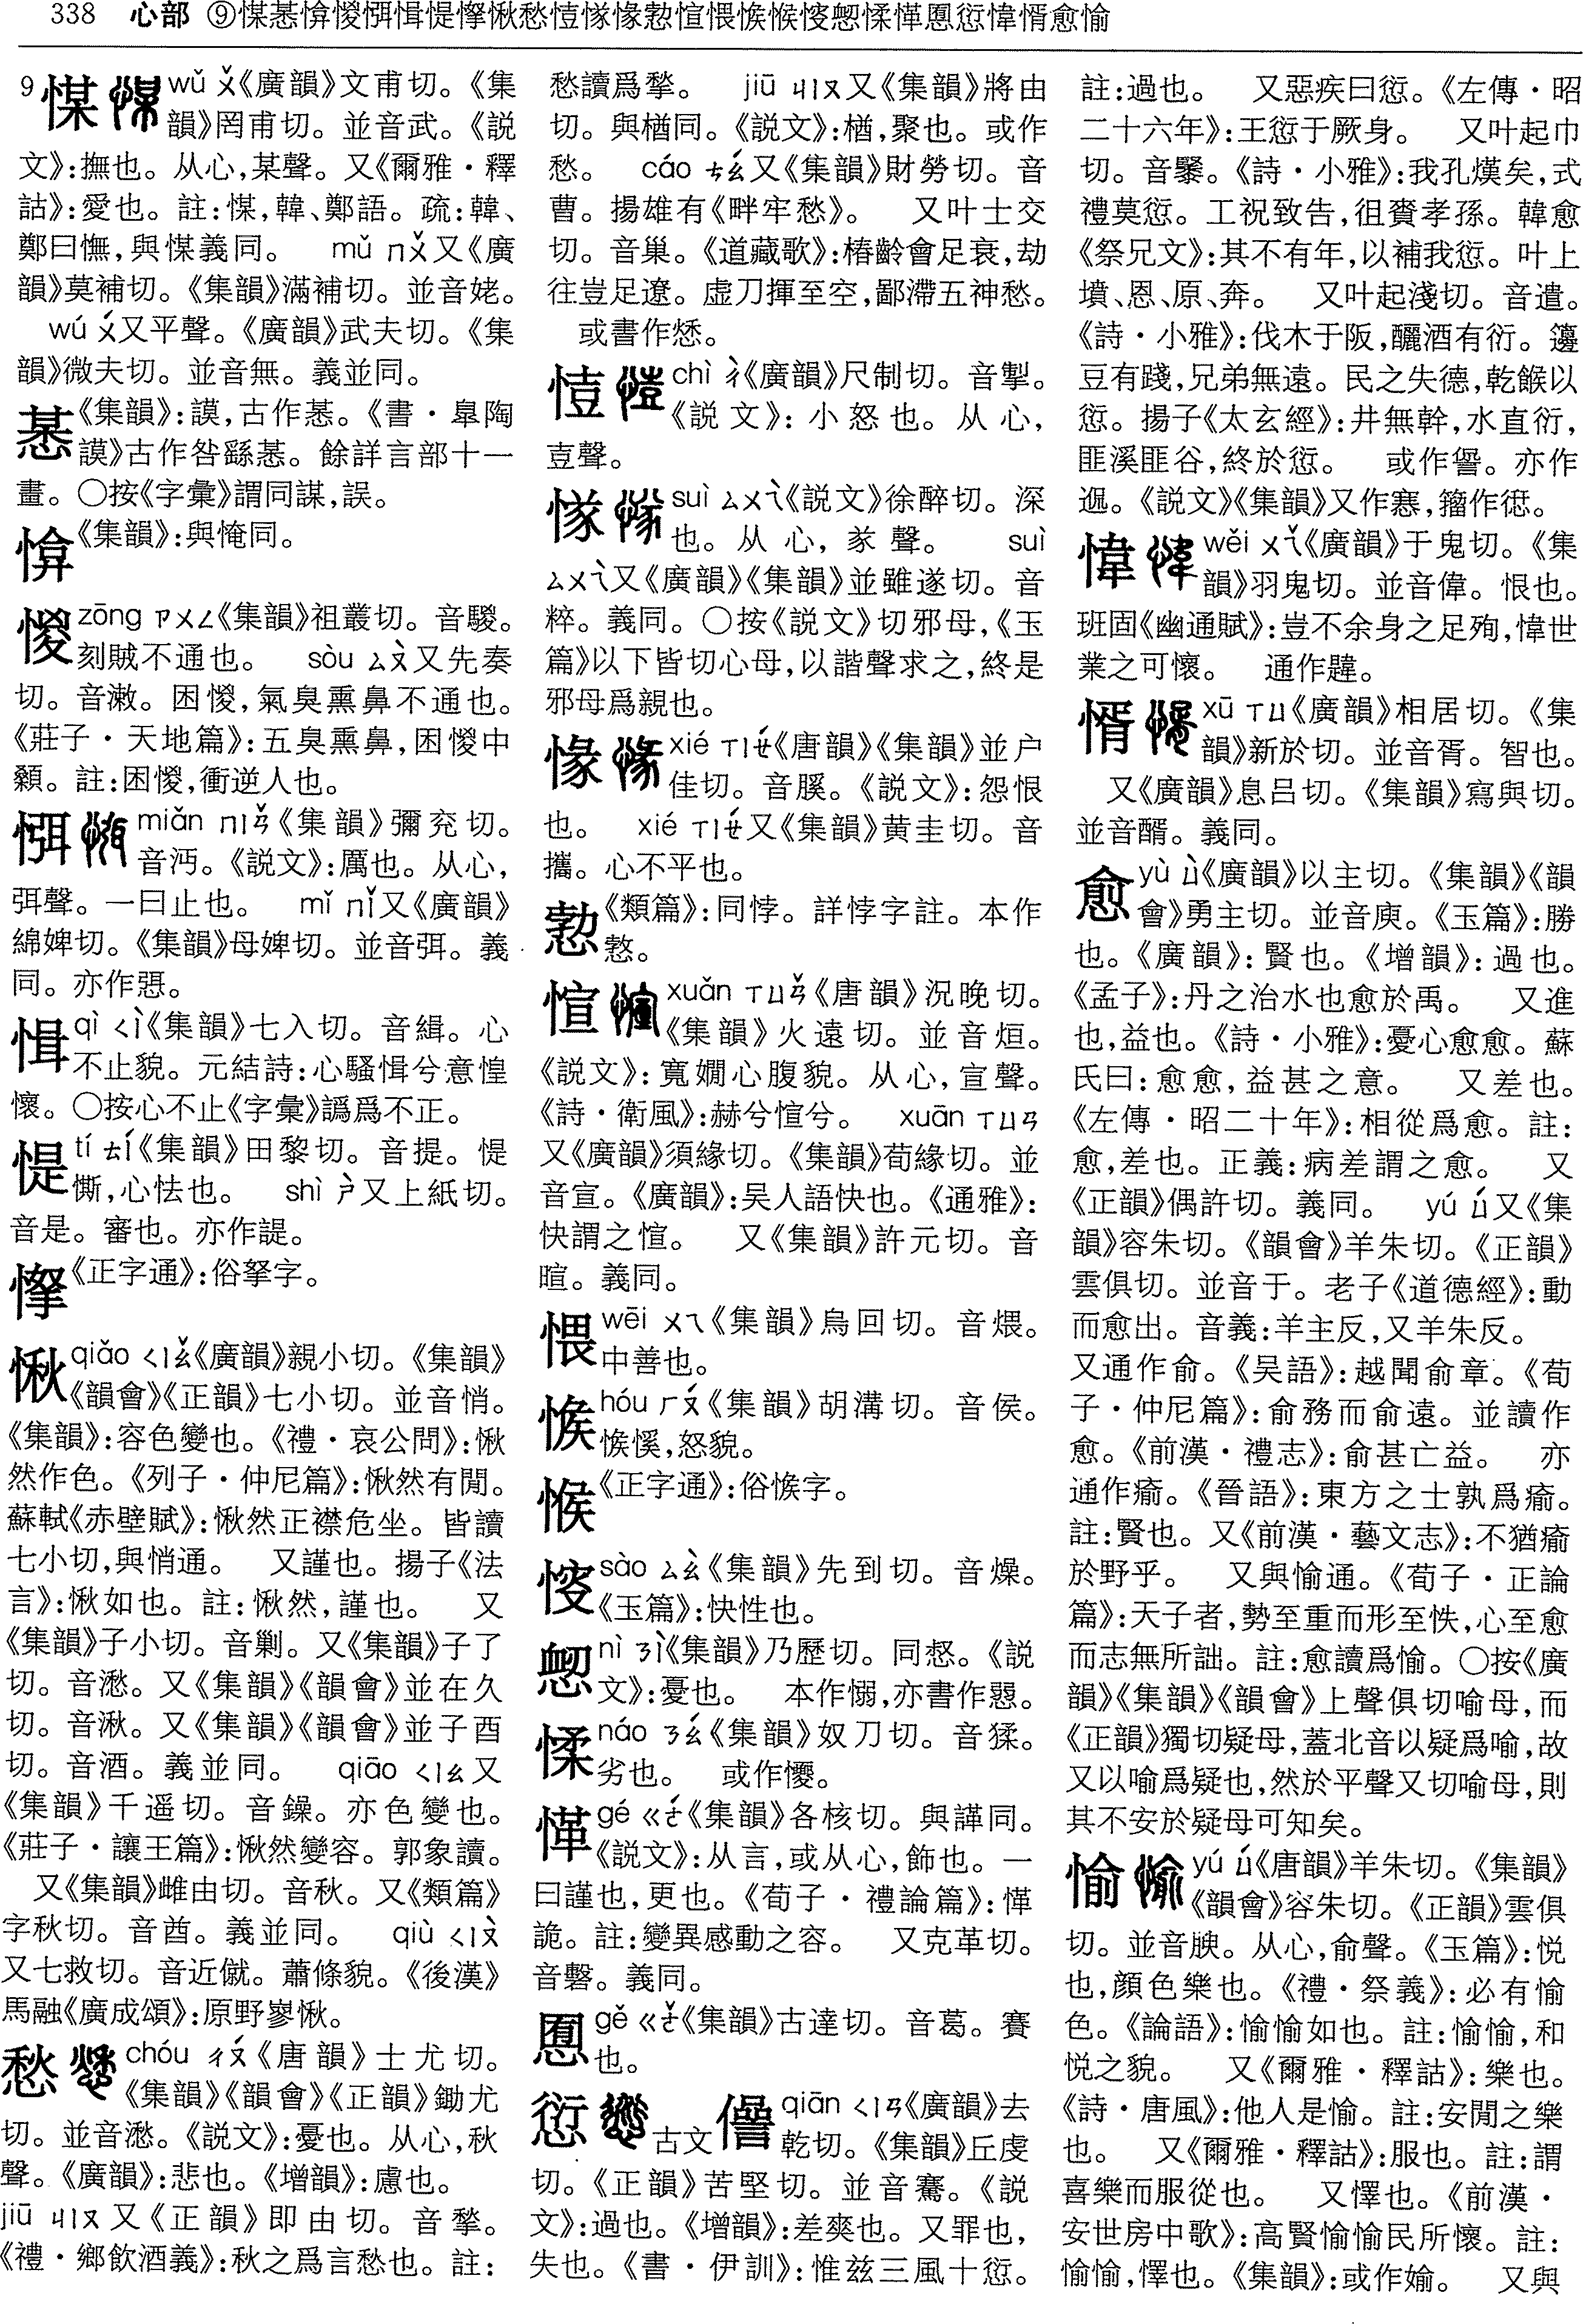 338 心部 ⑨惈惎㥍㥐㥝㥉惿㨝愀愁愷㥞㥟㥤愃愄㤧㥢㥰惄㥒愅㥛愆愇愲愈愉
9 㥒 wǔ ㄨˇ《廣韻》文甫切。《集
韻》罔甫切。並音武。《説
文》:撫也。从心,某聲。又《爾雅·釋
詁》:愛也。註:㥒,韓、鄭語。疏:韓、
鄭曰憮,與㥒義同。 mǔ ㄇㄨˇ又《廣
韻》莫補切。《集韻》滿補切。並音姥。
wú ㄨˊ又平聲。《廣韻》武夫切。《集
韻》微夫切。並音無。義並同。
惎《集韻》:謨,古作惎。《書·皋陶
謨》古作咎繇惎。餘詳言部十一
畫。○按《字彙》謂同謀,誤。
《集韻》:與㤿同。
惾 zōng ㄗㄨㄥ《集韻》祖叢切。音騣。
刻賊不通也。 sòu ㄙㄡˋ又先奏
切。音漱。困惾,氣臭熏鼻不通也。
《莊子·天地篇》:五臭熏鼻,困惾中
顙。註:困惾,衝逆人也。
㥝 miǎn ㄇㄧㄢˇ《集韻》彌兖切。
音沔。《説文》:厲也。从心,
弭聲。一曰止也。 mǐ ㄇㄧˇ又《廣韻》
綿婢切。《集韻》母婢切。並音弭。義
同。亦作㥝。
㥍 qì ㄑㄧˋ《集韻》七入切。音緝。心
不止貌。元結詩:心騷㥍兮意惶
懷。○按心不止《字彙》譌爲不正。
惿 tí ㄊㄧˊ《集韻》田黎切。音提。惿
㒋,心怯也。 shì ㄕˋ又上紙切。
音是。審也。亦作諟。
《正字通》:俗拏字。
愀 qiǎo ㄑㄧㄠˇ《廣韻》親小切。《集韻》
《韻會》《正韻》七小切。並音悄。
《集韻》:容色變也。《禮·哀公問》:愀
然作色。《列子·仲尼篇》:愀然有閒。
蘇軾《赤壁賦》:愀然正襟危坐。皆讀
七小切,與悄通。 又謹也。揚子《法
言》:愀如也。註:愀然,謹也。 又
《集韻》子小切。音剿。又《集韻》子了
切。音湫。又《集韻》《韻會》並在久
切。音湫。又《集韻》《韻會》並子酉
切。音酒。義並同。 qiāo ㄑㄧㄠ又
《集韻》千遥切。音鐰。亦色變也。
《莊子·讓王篇》:愀然變容。郭象讀。
又《集韻》雌由切。音秋。又《類篇》
字秋切。音酋。義並同。 qiù ㄑㄧㄡˋ
又七救切。音近僦。蕭條貌。《後漢》
馬融《廣成頌》:原野寥愀。
愁 chóu ㄔㄡˊ《唐韻》士尤切。
《集韻》《韻會》《正韻》鋤尤
切。並音愁。《説文》:憂也。从心,秋
聲。《廣韻》:悲也。《增韻》:慮也。
jiū ㄐㄧㄡ又《正韻》即由切。音揫。
《禮·鄉飲酒義》:秋之爲言愁也。註:
愁讀爲揫。 jiū ㄐㄧㄡ又《集韻》將由
切。與楢同。《説文》:楢,聚也。或作
愁。 cáo ㄘㄠˊ又《集韻》財勞切。音
曹。揚雄有《畔牢愁》。 又叶士交
切。音巢。《道藏歌》:椿齡會足衰,劫
往豈足遼。虚刀揮至空,鄙滯五神愁。
或書作㤹。
㥀 chì ㄔˋ《廣韻》尺制切。音掣。
《説文》:小怒也。从心,
壴聲。
㥞 suì ㄙㄨㄟˋ《説文》徐醉切。深
也。从心,㒸聲。 suì
ㄙㄨㄟˋ又《廣韻》《集韻》並雖遂切。音
粹。義同。○按《説文》切邪母,《玉
篇》以下皆切心母,以諧聲求之,終是
邪母爲親也。
㥟 xié ㄒㄧㄝˊ《唐韻》《集韻》並户
佳切。音膎。《説文》:怨恨
也。 xié ㄒㄧㄝˊ又《集韻》黄圭切。音
攜。心不平也。
《類篇》:同悖。詳悖字註。本作
愸。
愃 xuǎn ㄒㄩㄢˇ《唐韻》況晚切。
《集韻》火遠切。並音烜。
《説文》:寬嫺心腹貌。从心,宣聲。
《詩·衛風》:赫兮愃兮。 xuān ㄒㄩㄢ
又《廣韻》須緣切。《集韻》荀緣切。並
音宣。《廣韻》:吴人語快也。《通雅》:
快謂之愃。 又《集韻》許元切。音
暄。義同。
愄 wēi ㄨㄟ《集韻》烏回切。音煨。
中善也。
㤧 hóu ㄏㄡˊ《集韻》胡溝切。音侯。
㤧慀,怒貌。
《正字通》:俗㤧字。
㥰 sào ㄙㄠˋ《集韻》先到切。音燥。
《玉篇》:快性也。
惄 nì ㄋㄧˋ《集韻》乃歷切。同惄。《説
文》:憂也。 本作愵,亦書作㥾。
㥒 náo ㄋㄠˊ《集韻》奴刀切。音猱。
劣也。 或作㺒。
愅 gé ㄍㄜˊ《集韻》各核切。與諽同。
《説文》:从言,或从心,飾也。一
曰謹也,更也。《荀子·禮論篇》:愅
詭。註:變異感動之容。 又克革切。
音礊。義同。
㥛 gě ㄍㄜˇ《集韻》古達切。音葛。賽
也。
愆 古文 㒤 qiān ㄑㄧㄢ《廣韻》去
乾切。《集韻》丘虔
切。《正韻》苦堅切。並音騫。《説
文》:過也。《增韻》:差爽也。又罪也,
失也。《書·伊訓》:惟兹三風十愆。
註:過也。 又惡疾曰愆。《左傳·昭
二十六年》:王愆于厥身。 又叶起巾
切。音㹂。《詩·小雅》:我孔熯矣,式
禮莫愆。工祝致告,徂賚孝孫。韓愈
《祭兄文》:其不有年,以補我愆。叶上
墳、恩、原、奔。 又叶起淺切。音遣。
《詩·小雅》:伐木于阪,釃酒有衍。籩
豆有踐,兄弟無遠。民之失德,乾餱以
愆。揚子《太玄經》:井無幹,水直衍,
匪溪匪谷,終於愆。 或作諐。亦作
㢟。《説文》《集韻》又作寋,籀作㥶。
愇 wěi ㄨㄟˇ《廣韻》于鬼切。《集
韻》羽鬼切。並音偉。恨也。
班固《幽通賦》:豈不余身之足殉,愇世
業之可懷。 通作韙。
㥠 xū ㄒㄩ《廣韻》相居切。《集
韻》新於切。並音胥。智也。
又《廣韻》息吕切。《集韻》寫與切。
並音醑。義同。
愈 yù ㄩˋ《廣韻》以主切。《集韻》《韻
會》勇主切。並音庾。《玉篇》:勝
也。《廣韻》:賢也。《增韻》:過也。
《孟子》:丹之治水也愈於禹。 又進
也,益也。《詩·小雅》:憂心愈愈。蘇
氏曰:愈愈,益甚之意。 又差也。
《左傳·昭二十年》:相從爲愈。註:
愈,差也。正義:病差謂之愈。 又
《正韻》偶許切。義同。 yú ㄩˊ又《集
韻》容朱切。《韻會》羊朱切。《正韻》
雲俱切。並音于。老子《道德經》:動
而愈出。音義:羊主反,又羊朱反。
又通作俞。《吴語》:越聞俞章。《荀
子·仲尼篇》:俞務而俞遠。並讀作
愈。《前漢·禮志》:俞甚亡益。 亦
通作瘉。《晉語》:東方之士孰爲瘉。
註:賢也。又《前漢·藝文志》:不猶瘉
於野乎。 又與愉通。《荀子·正論
篇》:天子者,勢至重而形至佚,心至愈
而志無所詘。註:愈讀爲愉。○按《廣
韻》《集韻》《韻會》上聲俱切喻母,而
《正韻》獨切疑母,蓋北音以疑爲喻,故
又以喻爲疑也,然於平聲又切喻母,則
其不安於疑母可知矣。
愉 yú ㄩˊ《唐韻》羊朱切。《集韻》
《韻會》容朱切。《正韻》雲俱
切。並音腴。从心,俞聲。《玉篇》:悦
也,顔色樂也。《禮·祭義》:必有愉
色。《論語》:愉愉如也。註:愉愉,和
悦之貌。 又《爾雅·釋詁》:樂也。
《詩·唐風》:他人是愉。註:安閒之樂
也。 又《爾雅·釋詁》:服也。註:謂
喜樂而服從也。 又懌也。《前漢·
安世房中歌》:高賢愉愉民所懷。註:
愉愉,懌也。《集韻》:或作婾。 又與